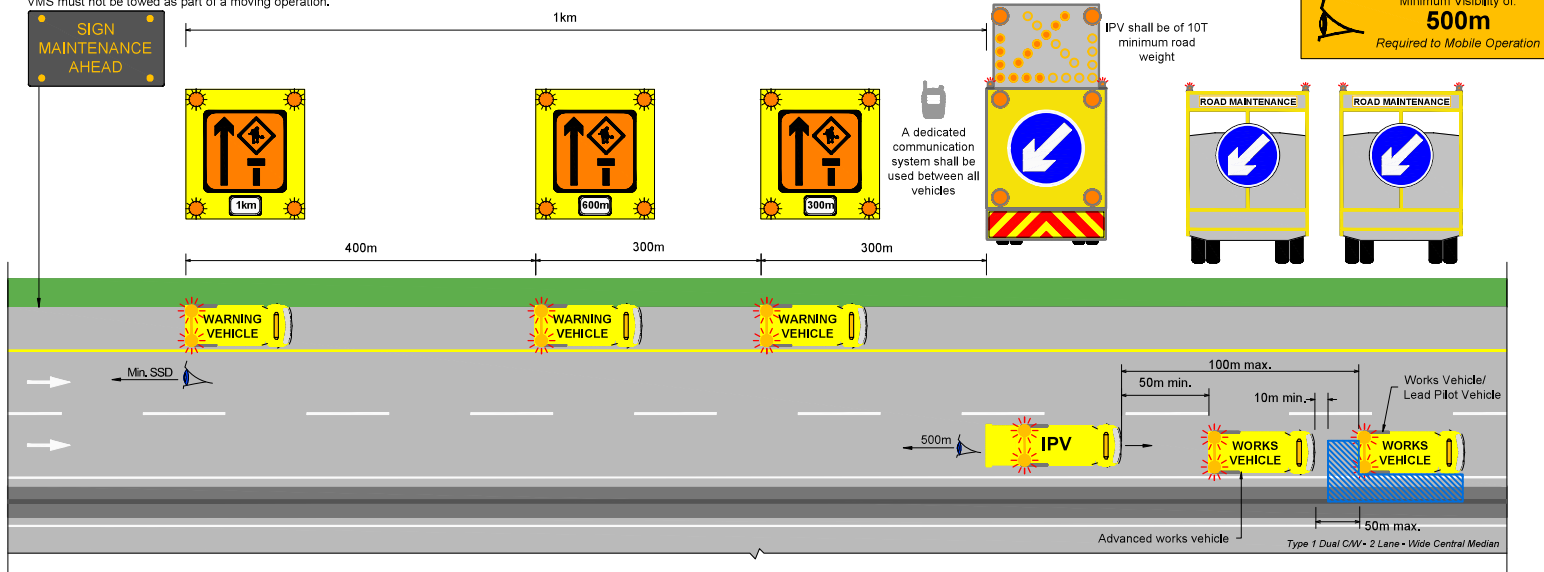 VMS must not be towed as part of a moving operation.
SIGN
MAINTENANCE
AHEAD
1km
IPV shall be of 10T
minimum road
weight
Minimum Visibility of:
500m
Required to Mobile Operation
A dedicated
communication
system shall be
used between all
vehicles
1km
600m
300m
ROAD MAINTENANCE
ROAD MAINTENANCE
400m
300m
300m
WARNING
VEHICLE
WARNING
VEHICLE
WARNING
VEHICLE
Min. SSD
100m max.
50m min.
10m min.
Works Vehicle/
Lead Pilot Vehicle
500m
IPV
WORKS
VEHICLE
WORKS
VEHICLE
50m max.
Advanced works vehicle
Type 1 Dual C/W - 2 Lane - Wide Central Median